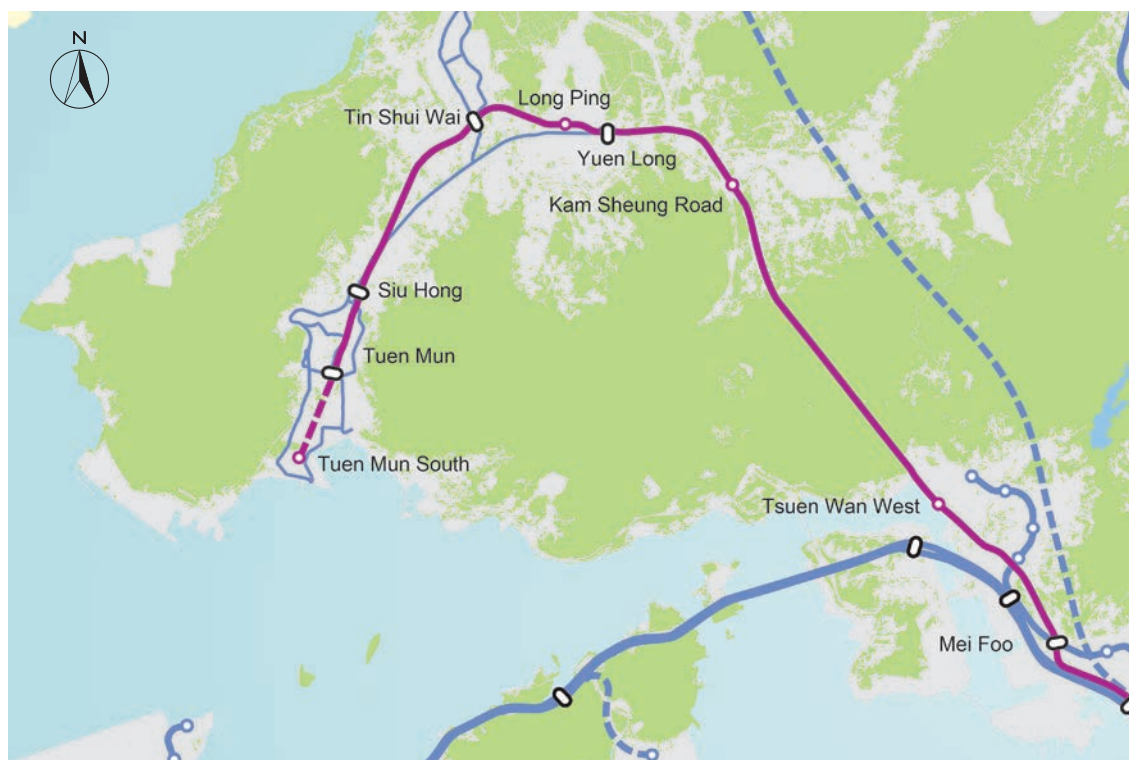 N
Long Ping
Tin Shui Wai
Yuen Long
Kam Sheung Road
Siu Hong
Tuen Mun
Tuen Mun South
Tsuen Wan West
Mei Foo